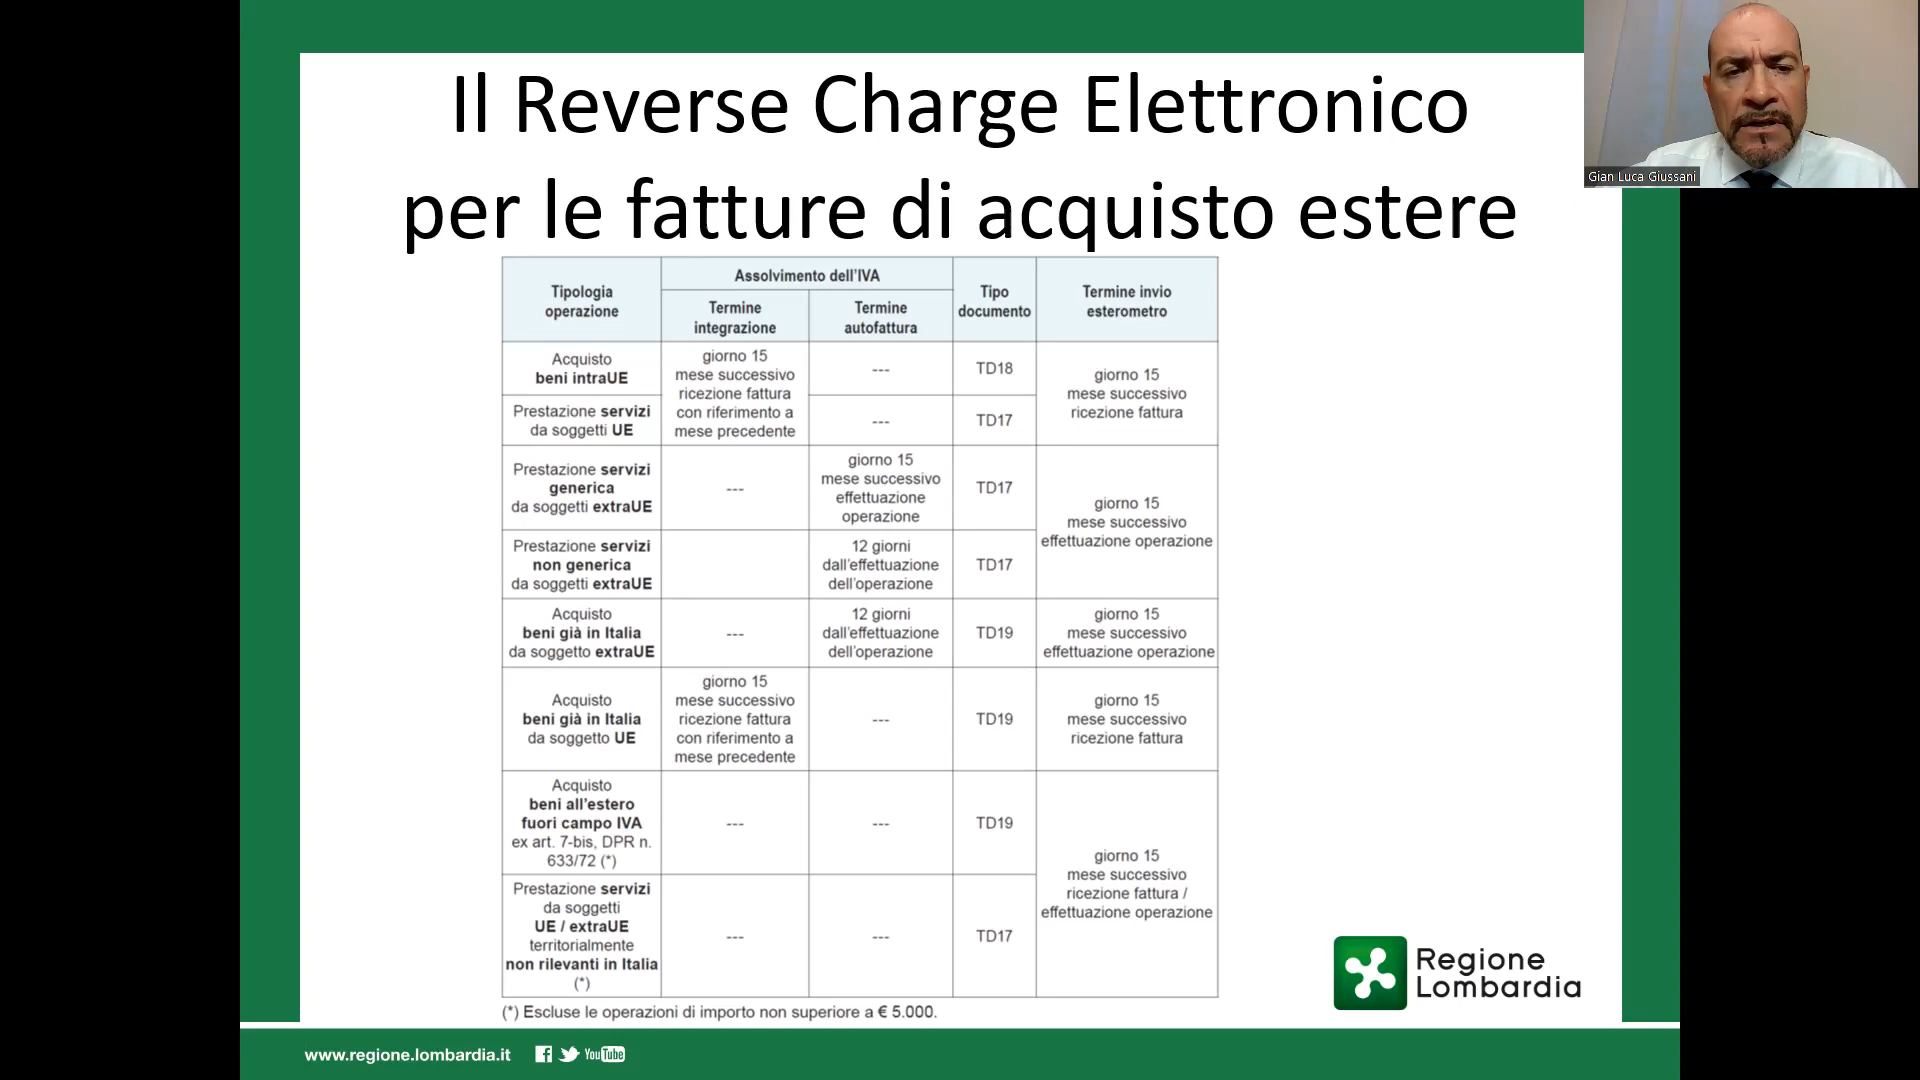 Il Reverse Charge Elettronico
per le fatture di acquisto estere
Gian Luca Giussani
Tipologia
operazione
Assolvimento dell'IVA
Termine
integrazione
Termine
autofattura
Tipo
documento
Termine invio
esterometro
Acquisto
beni intraUE
giorno 15
mese successivo
ricezione fattura
con riferimento a
mese precedente
---
TD18
giorno 15
mese successivo
ricezione fattura
Prestazione servizi
da soggetti UE
---
TD17
Prestazione servizi
generica
da soggetti extraUE
---
giorno 15
mese successivo
effettuazione
operazione
TD17
giorno 15
mese successivo
effettuazione operazione
Prestazione servizi
non generica
da soggetti extraUE
12 giorni
dall'effettuazione
dell'operazione
TD17
Acquisto
beni già in Italia
da soggetto extraUE
---
12 giorni
dall'effettuazione
dell'operazione
TD19
giorno 15
mese successivo
effettuazione operazione
Acquisto
beni già in Italia
da soggetto UE
giorno 15
mese successivo
ricezione fattura
con riferimento a
mese precedente
---
TD19
giorno 15
mese successivo
ricezione fattura
Acquisto
beni all'estero
fuori campo IVA
ex art. 7-bis, DPR n.
633/72 (*)
---
---
TD19
giorno 15
mese successivo
ricezione fattura /
effettuazione operazione
Prestazione servizi
da soggetti
UE / extraUE
territorialmente
non rilevanti in Italia
(*)
---
---
TD17
(*) Escluse le operazioni di importo non superiore a € 5.000.
Regione
Lombardia
www.regione.lombardia.it
YouTube